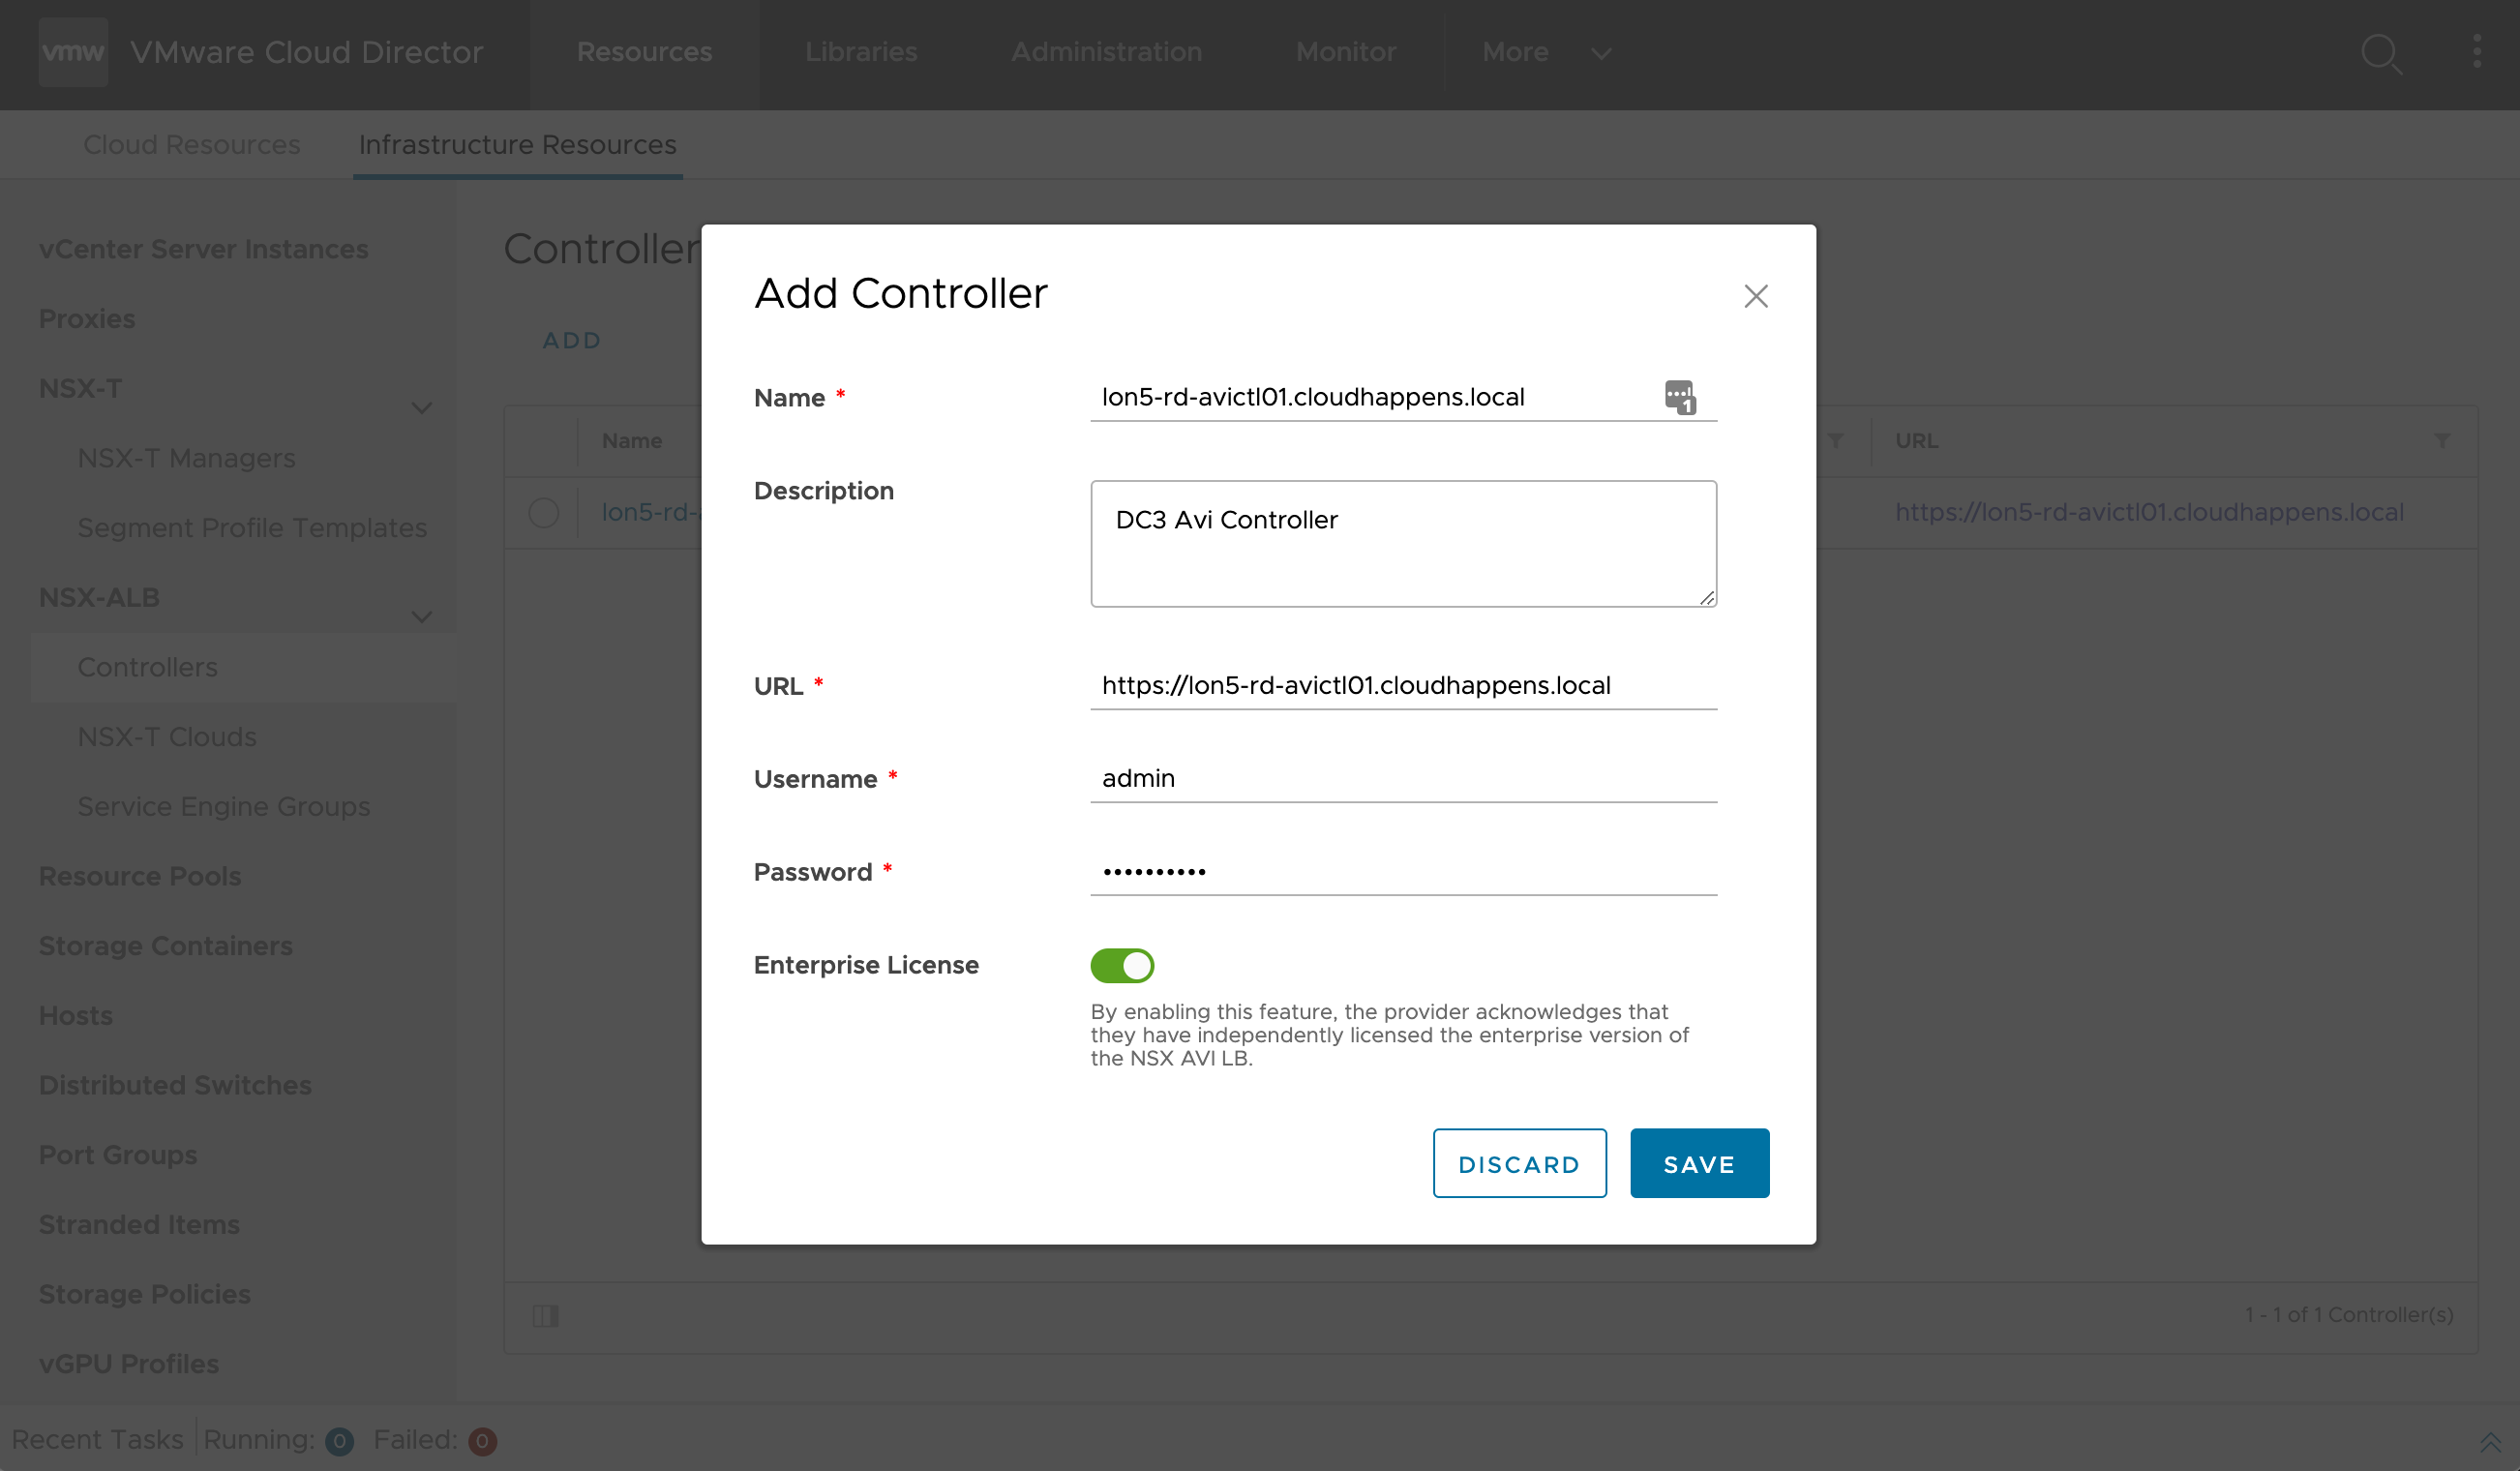 vmw VMware Cloud Director Resources Libraries Administration Monitor More
Cloud Resources Infrastructure Resources
vCenter Server Instances
Proxies
NSX-T
NSX-T Managers
Segment Profile Templates
NSX-ALB
Controllers
NSX-T Clouds
Service Engine Groups
Resource Pools
Storage Containers
Hosts
Distributed Switches
Port Groups
Stranded Items
Storage Policies
vGPU Profiles
Controller
ADD
Name URL
lon5-rd- https://lon5-rd-avictl01.cloudhappens.local
1 - 1 of 1 Controller(s)
Add Controller
Name * lon5-rd-avictl01.cloudhappens.local 1
Description DC3 Avi Controller
URL * https://lon5-rd-avictl01.cloudhappens.local
Username * admin
Password * ••••••••••
Enterprise License
By enabling this feature, the provider acknowledges that
they have independently licensed the enterprise version of
the NSX AVI LB.
DISCARD SAVE
Recent Tasks Running: 0 Failed: 0